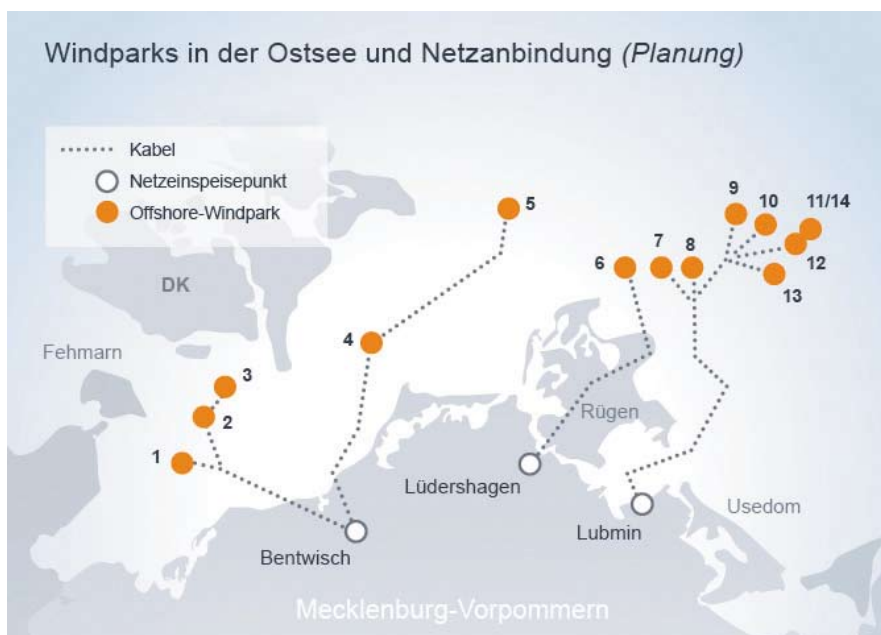 Windparks in der Ostsee und Netzanbindung (Planung)
Kabel
Netzeinspeisepunkt
Offshore-Windpark
5
9
10
11/14
6
7
8
12
13
DK
4
Fehmarn
3
2
1
Rügen
Lüdershagen
Usedom
Bentwisch
Lubmin
Mecklenburg-Vorpommern